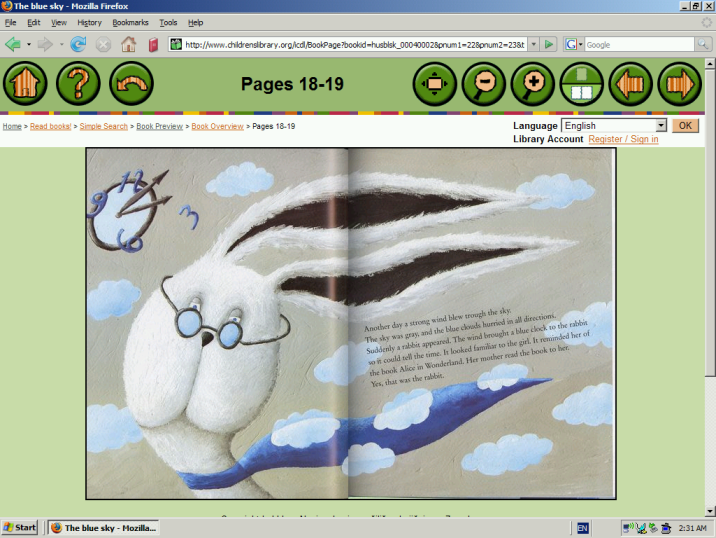 The blue sky - Mozilla Firefox
File Edit View History Bookmarks Tools Help
http://www.childrenslibrary.org/icdl/BookPage?bookid=husblsk_00040002&pnum1=22&pnum2=23&t
G Google
Pages 18-19
Home > Read books! > Simple Search > Book Preview > Book Overview > Pages 18-19
Language English OK
Library Account Register / Sign in
12
9
3
6
Another day a strong wind blew trough the sky.
The sky was gray, and the blue clouds hurried in all directions.
Suddenly a rabbit appeared. The wind brought a blue clock to the rabbit
so it could tell the time. It looked familiar to the girl. It reminded her of
the book Alice in Wonderland. Her mother read the book to her.
Yes, that was the rabbit.
Start The blue sky - Mozilla... EN 2:31 AM